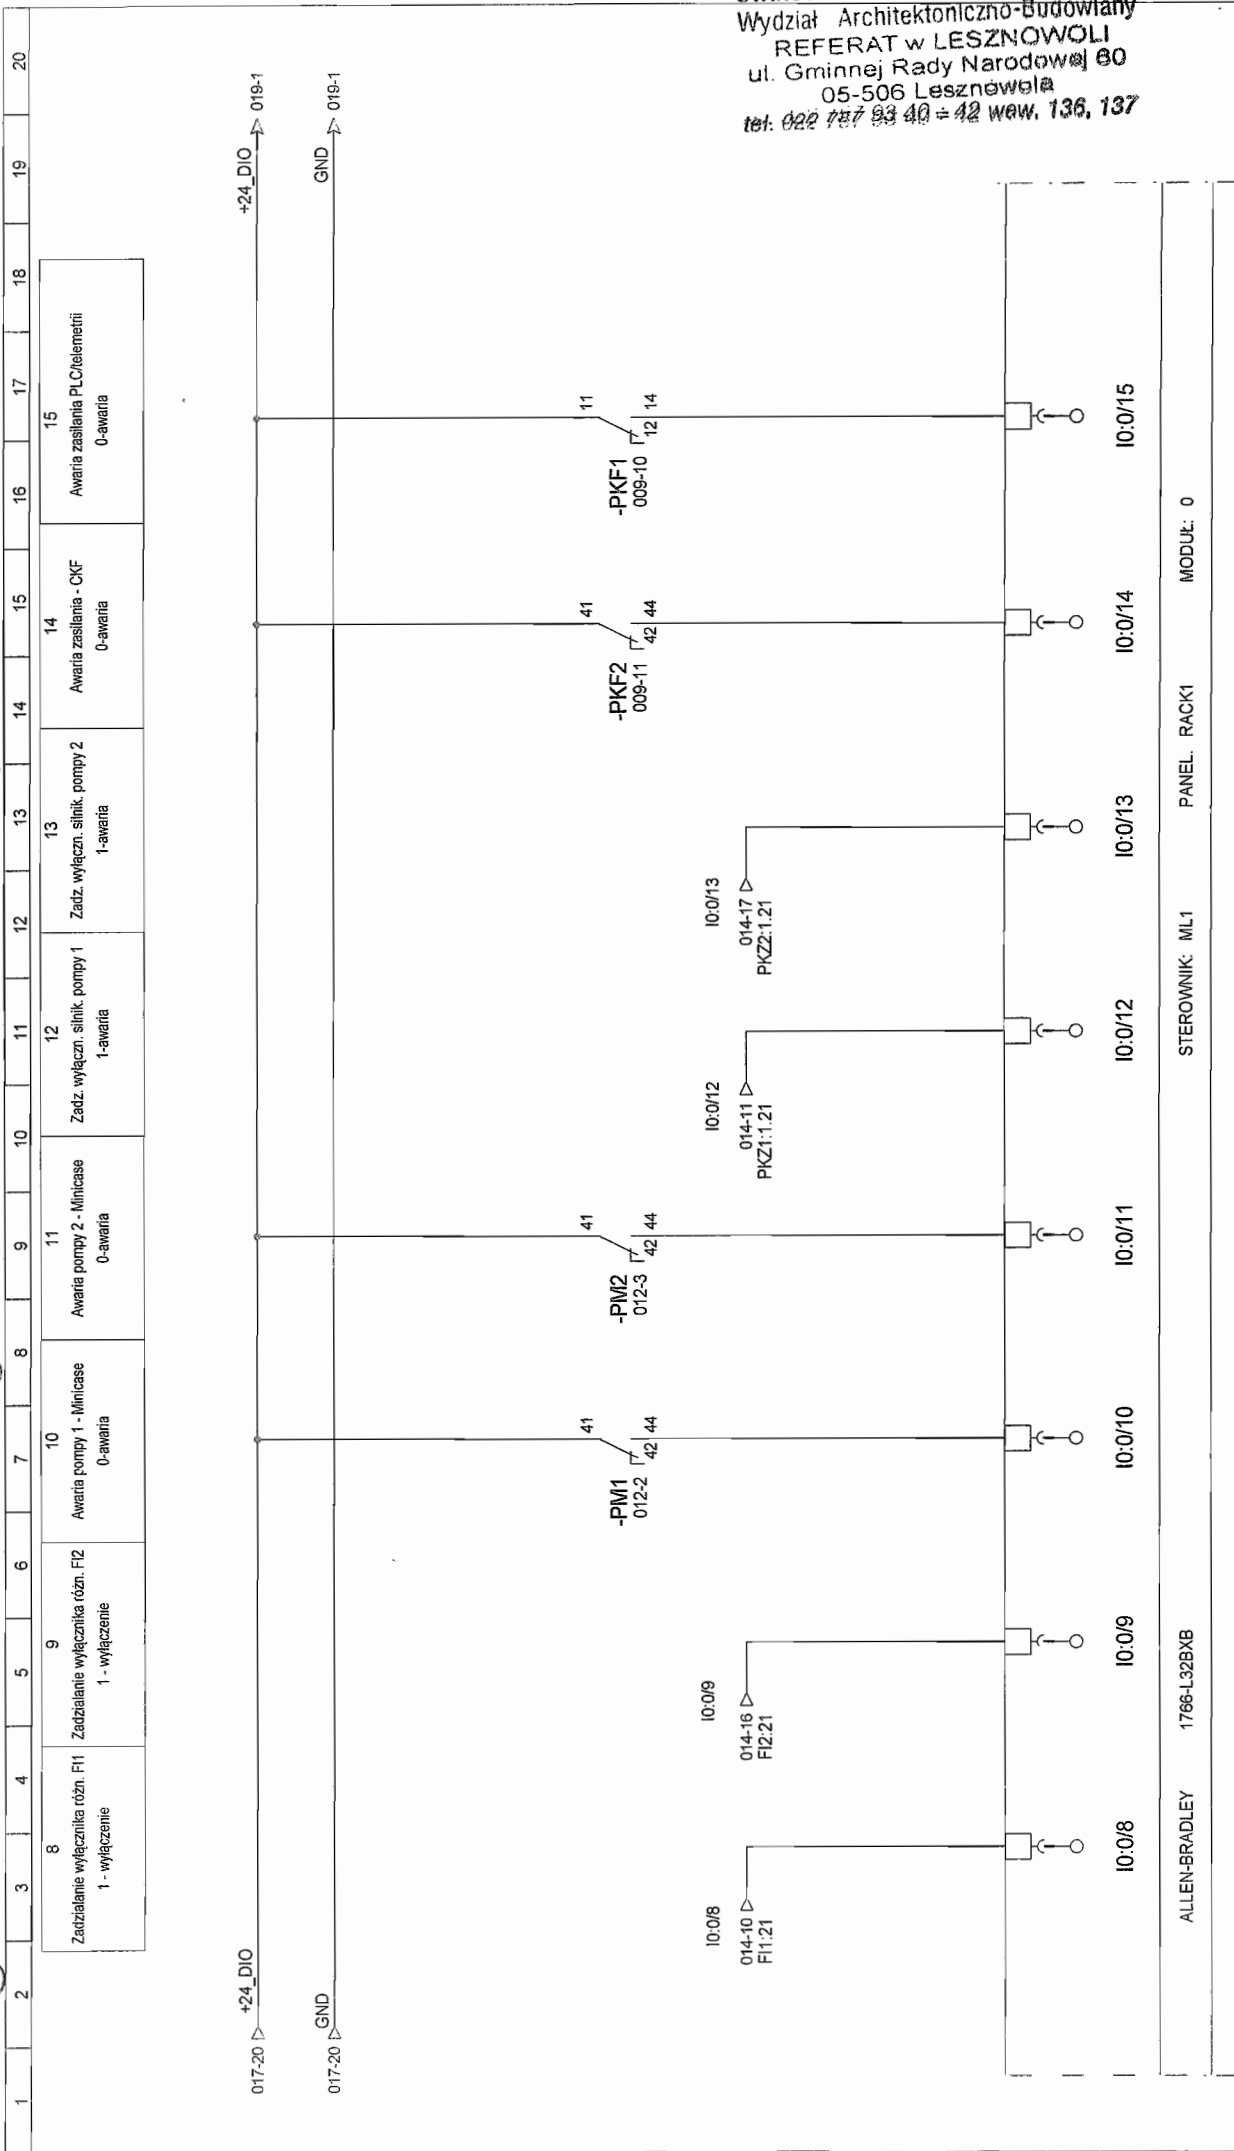 Wydział Architektoniczno-Budowlany
REFERAT w LESZNOWOLI
ul. Gminnej Rady Narodowej 60
05-506 Lesznowola
tel. 022 757 93 40 ÷ 42 wew. 136, 137
1 2 3 4 5 6 7 8 9 10 11 12 13 14 15 16 17 18 19 20
8
Zadziałanie wyłącznika różn. FI1
1 - wyłączenie
9
Zadziałanie wyłącznika różn. FI2
1 - wyłączenie
10
Awaria pompy 1 - Minicase
0-awaria
11
Awaria pompy 2 - Minicase
0-awaria
12
Zadz. wyłączn. silnik. pompy 1
1-awaria
13
Zadz. wyłączn. silnik. pompy 2
1-awaria
14
Awaria zasilania - CKF
0-awaria
15
Awaria zasilania PLC/telemetrii
0-awaria
017-20 +24_DIO
+24_DIO 019-1
017-20 GND
GND 019-1
41
-PM1
012-2
42 44
41
-PM2
012-3
42 44
41
-PKF2
009-11
42 44
11
-PKF1
009-10
12 14
I0:0/8
014-10
FI1:21
I0:0/9
014-16
FI2:21
I0:0/12
014-11
PKZ1:1.21
I0:0/13
014-17
PKZ2:1.21
I0:0/8 I0:0/9 I0:0/10 I0:0/11 I0:0/12 I0:0/13 I0:0/14 I0:0/15
ALLEN-BRADLEY 1766-L32BXB STEROWNIK: ML1 PANEL. RACK1 MODUŁ: 0